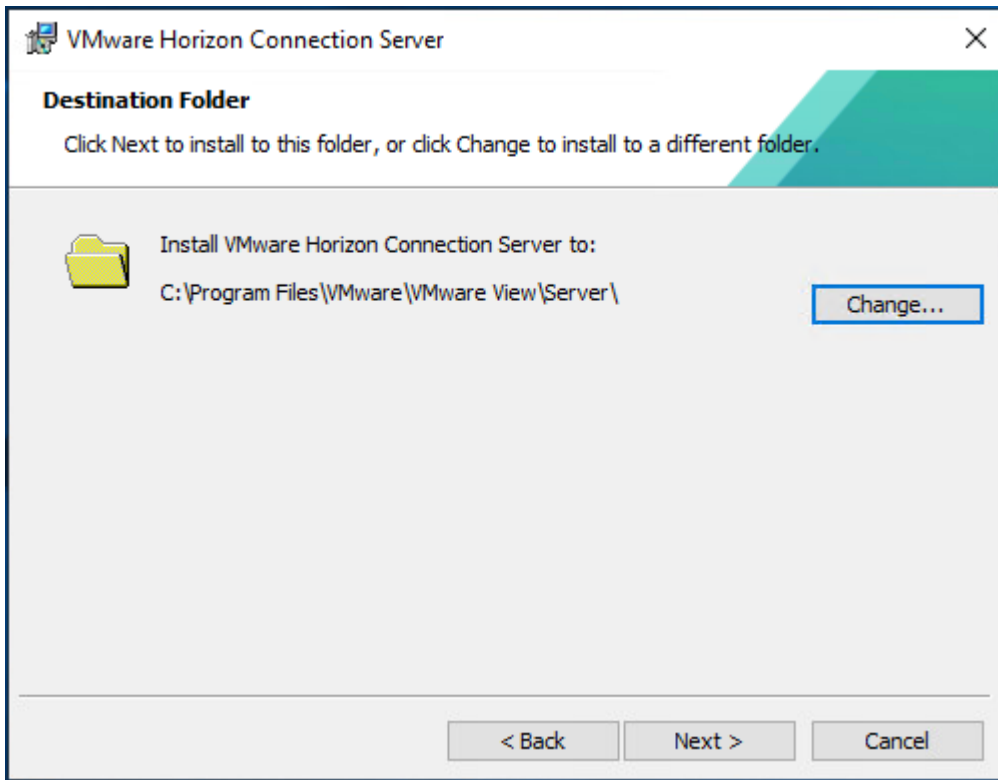 VMware Horizon Connection Server
Destination Folder
Click Next to install to this folder, or click Change to install to a different folder.
Install VMware Horizon Connection Server to:
C:\Program Files\VMware\VMware View\Server\
Change...
< Back
Next >
Cancel